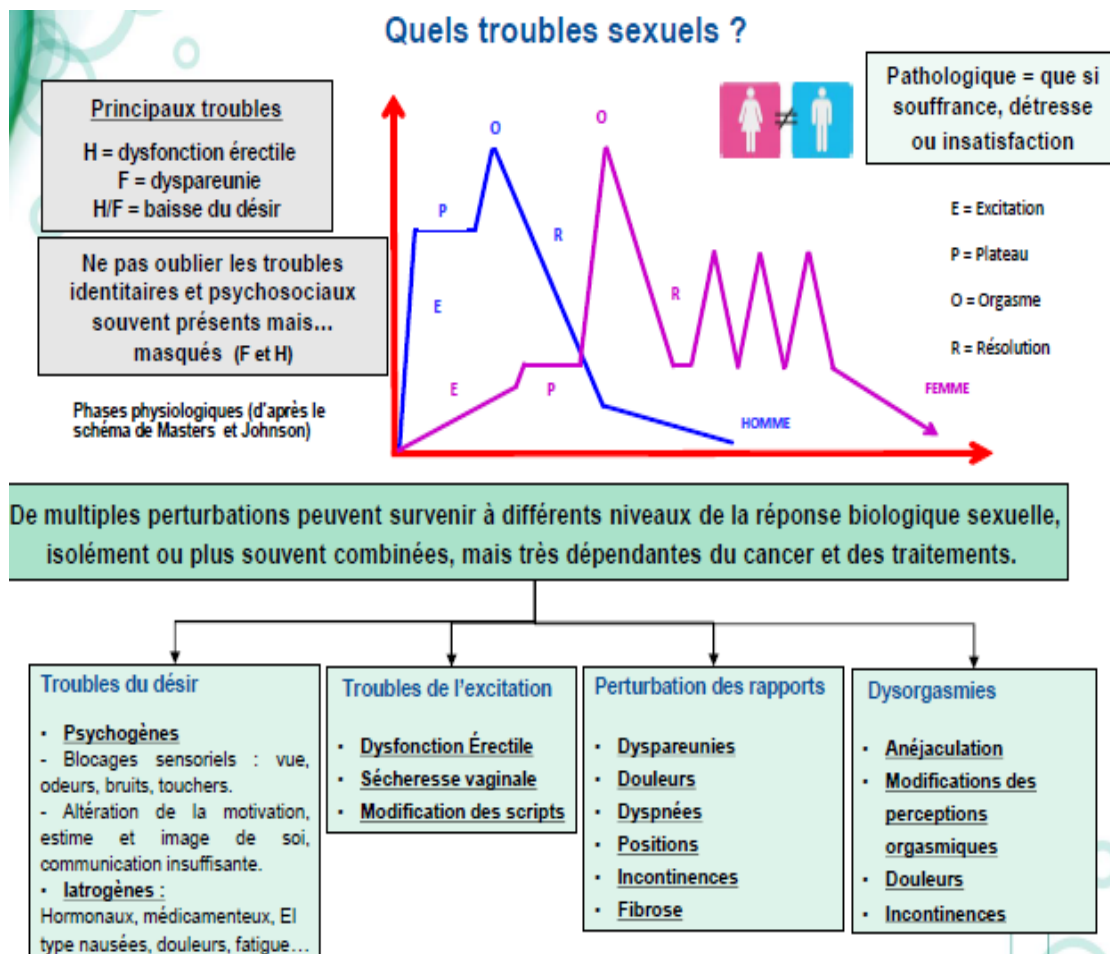 Quels troubles sexuels ?
Principaux troubles
H = dysfonction érectile
F = dyspareunie
H/F = baisse du désir
Ne pas oublier les troubles
identitaires et psychosociaux
souvent présents mais…
masqués (F et H)
Phases physiologiques (d'après le
schéma de Masters et Johnson)
O
O
P
R
E
R
E
P
HOMME
FEMME
≠
Pathologique = que si
souffrance, détresse
ou insatisfaction
E = Excitation
P = Plateau
O = Orgasme
R = Résolution
De multiples perturbations peuvent survenir à différents niveaux de la réponse biologique sexuelle,
isolément ou plus souvent combinées, mais très dépendantes du cancer et des traitements.
Troubles du désir
▪ Psychogènes
- Blocages sensoriels : vue,
odeurs, bruits, touchers.
- Altération de la motivation,
estime et image de soi,
communication insuffisante.
▪ Iatrogènes :
Hormonaux, médicamenteux, EI
type nausées, douleurs, fatigue…
Troubles de l'excitation
▪ Dysfonction Érectile
▪ Sécheresse vaginale
▪ Modification des scripts
Perturbation des rapports
▪ Dyspareunies
▪ Douleurs
▪ Dyspnées
▪ Positions
▪ Incontinences
▪ Fibrose
Dysorgasmies
▪ Anéjaculation
▪ Modifications des
perceptions
orgasmiques
▪ Douleurs
▪ Incontinences